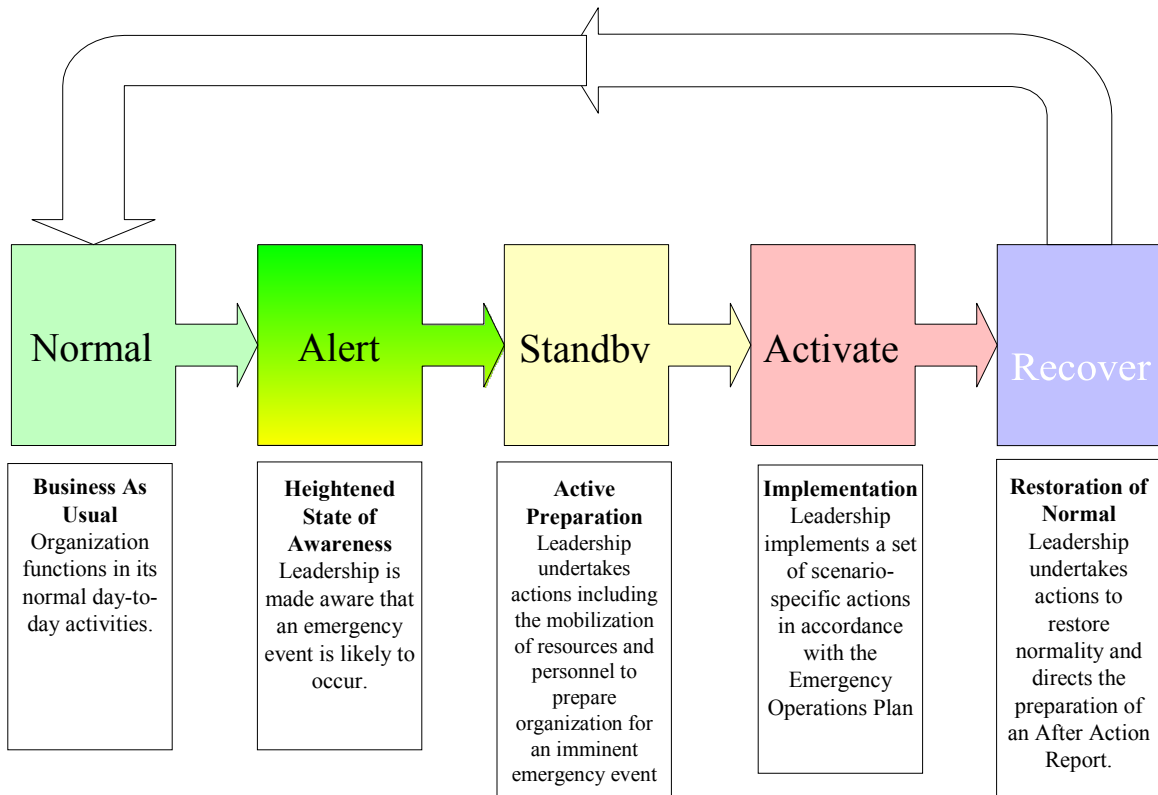 Normal
Alert
Standby
Activate
Recover
Business As
Usual
Organization
functions in its
normal day-to-
day activities.
Heightened
State of
Awareness
Leadership is
made aware that
an emergency
event is likely to
occur.
Active
Preparation
Leadership
undertakes
actions including
the mobilization
of resources and
personnel to
prepare
organization for
an imminent
emergency event
Implementation
Leadership
implements a set
of scenario-
specific actions
in accordance
with the
Emergency
Operations Plan
Restoration of
Normal
Leadership
undertakes
actions to
restore
normality and
directs the
preparation of
an After Action
Report.